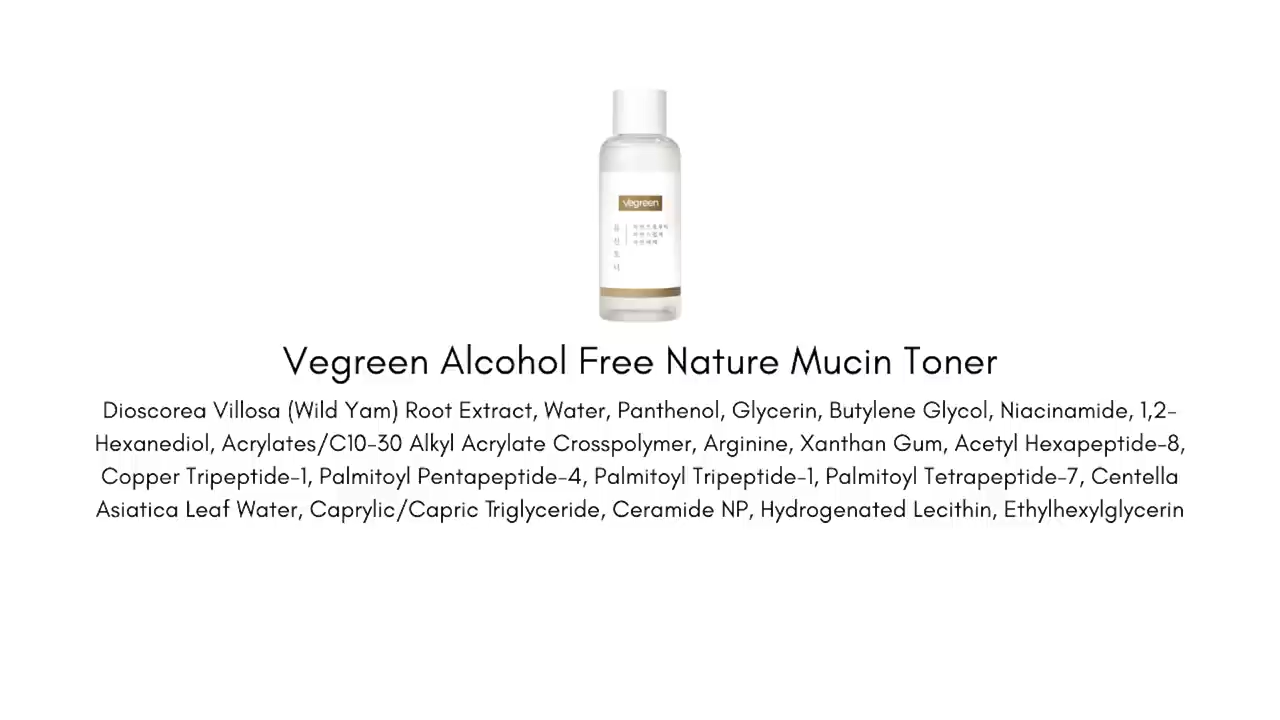 vegreen
Vegreen Alcohol Free Nature Mucin Toner
Dioscorea Villosa (Wild Yam) Root Extract, Water, Panthenol, Glycerin, Butylene Glycol, Niacinamide, 1,2-
Hexanediol, Acrylates/C10-30 Alkyl Acrylate Crosspolymer, Arginine, Xanthan Gum, Acetyl Hexapeptide-8,
Copper Tripeptide-1, Palmitoyl Pentapeptide-4, Palmitoyl Tripeptide-1, Palmitoyl Tetrapeptide-7, Centella
Asiatica Leaf Water, Caprylic/Capric Triglyceride, Ceramide NP, Hydrogenated Lecithin, Ethylhexylglycerin